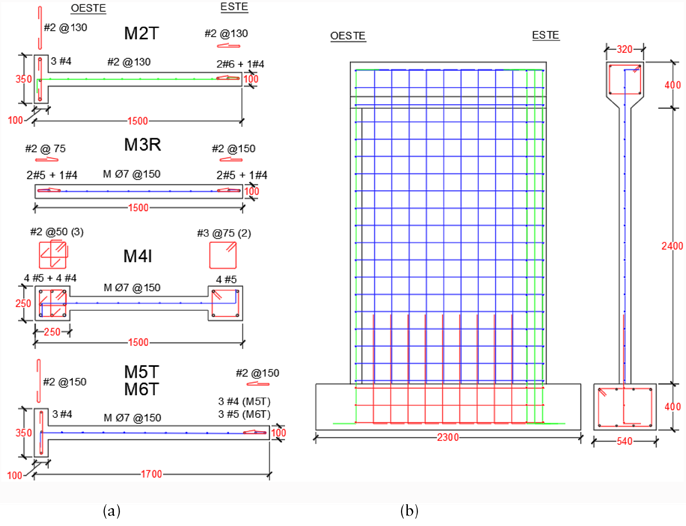 OESTE
ESTE
#2 @130
M2T
#2 @130
3 #4
#2 @130
2#6 + 1#4
350
100
100
1500
#2 @ 75
M3R
#2 @150
2#5 + 1#4
M Ø7 @150
2#5 + 1#4
100
1500
#2 @50 (3)
#3 @75 (2)
M4I
4 #5 + 4 #4
M Ø7 @150
4 #5
250
250
1500
#2 @150
M5T
M6T
#2 @150
3 #4
M Ø7 @150
3 #4 (M5T)
3 #5 (M6T)
350
100
100
1700
(a)
OESTE
ESTE
320
400
2400
400
2300
540
(b)